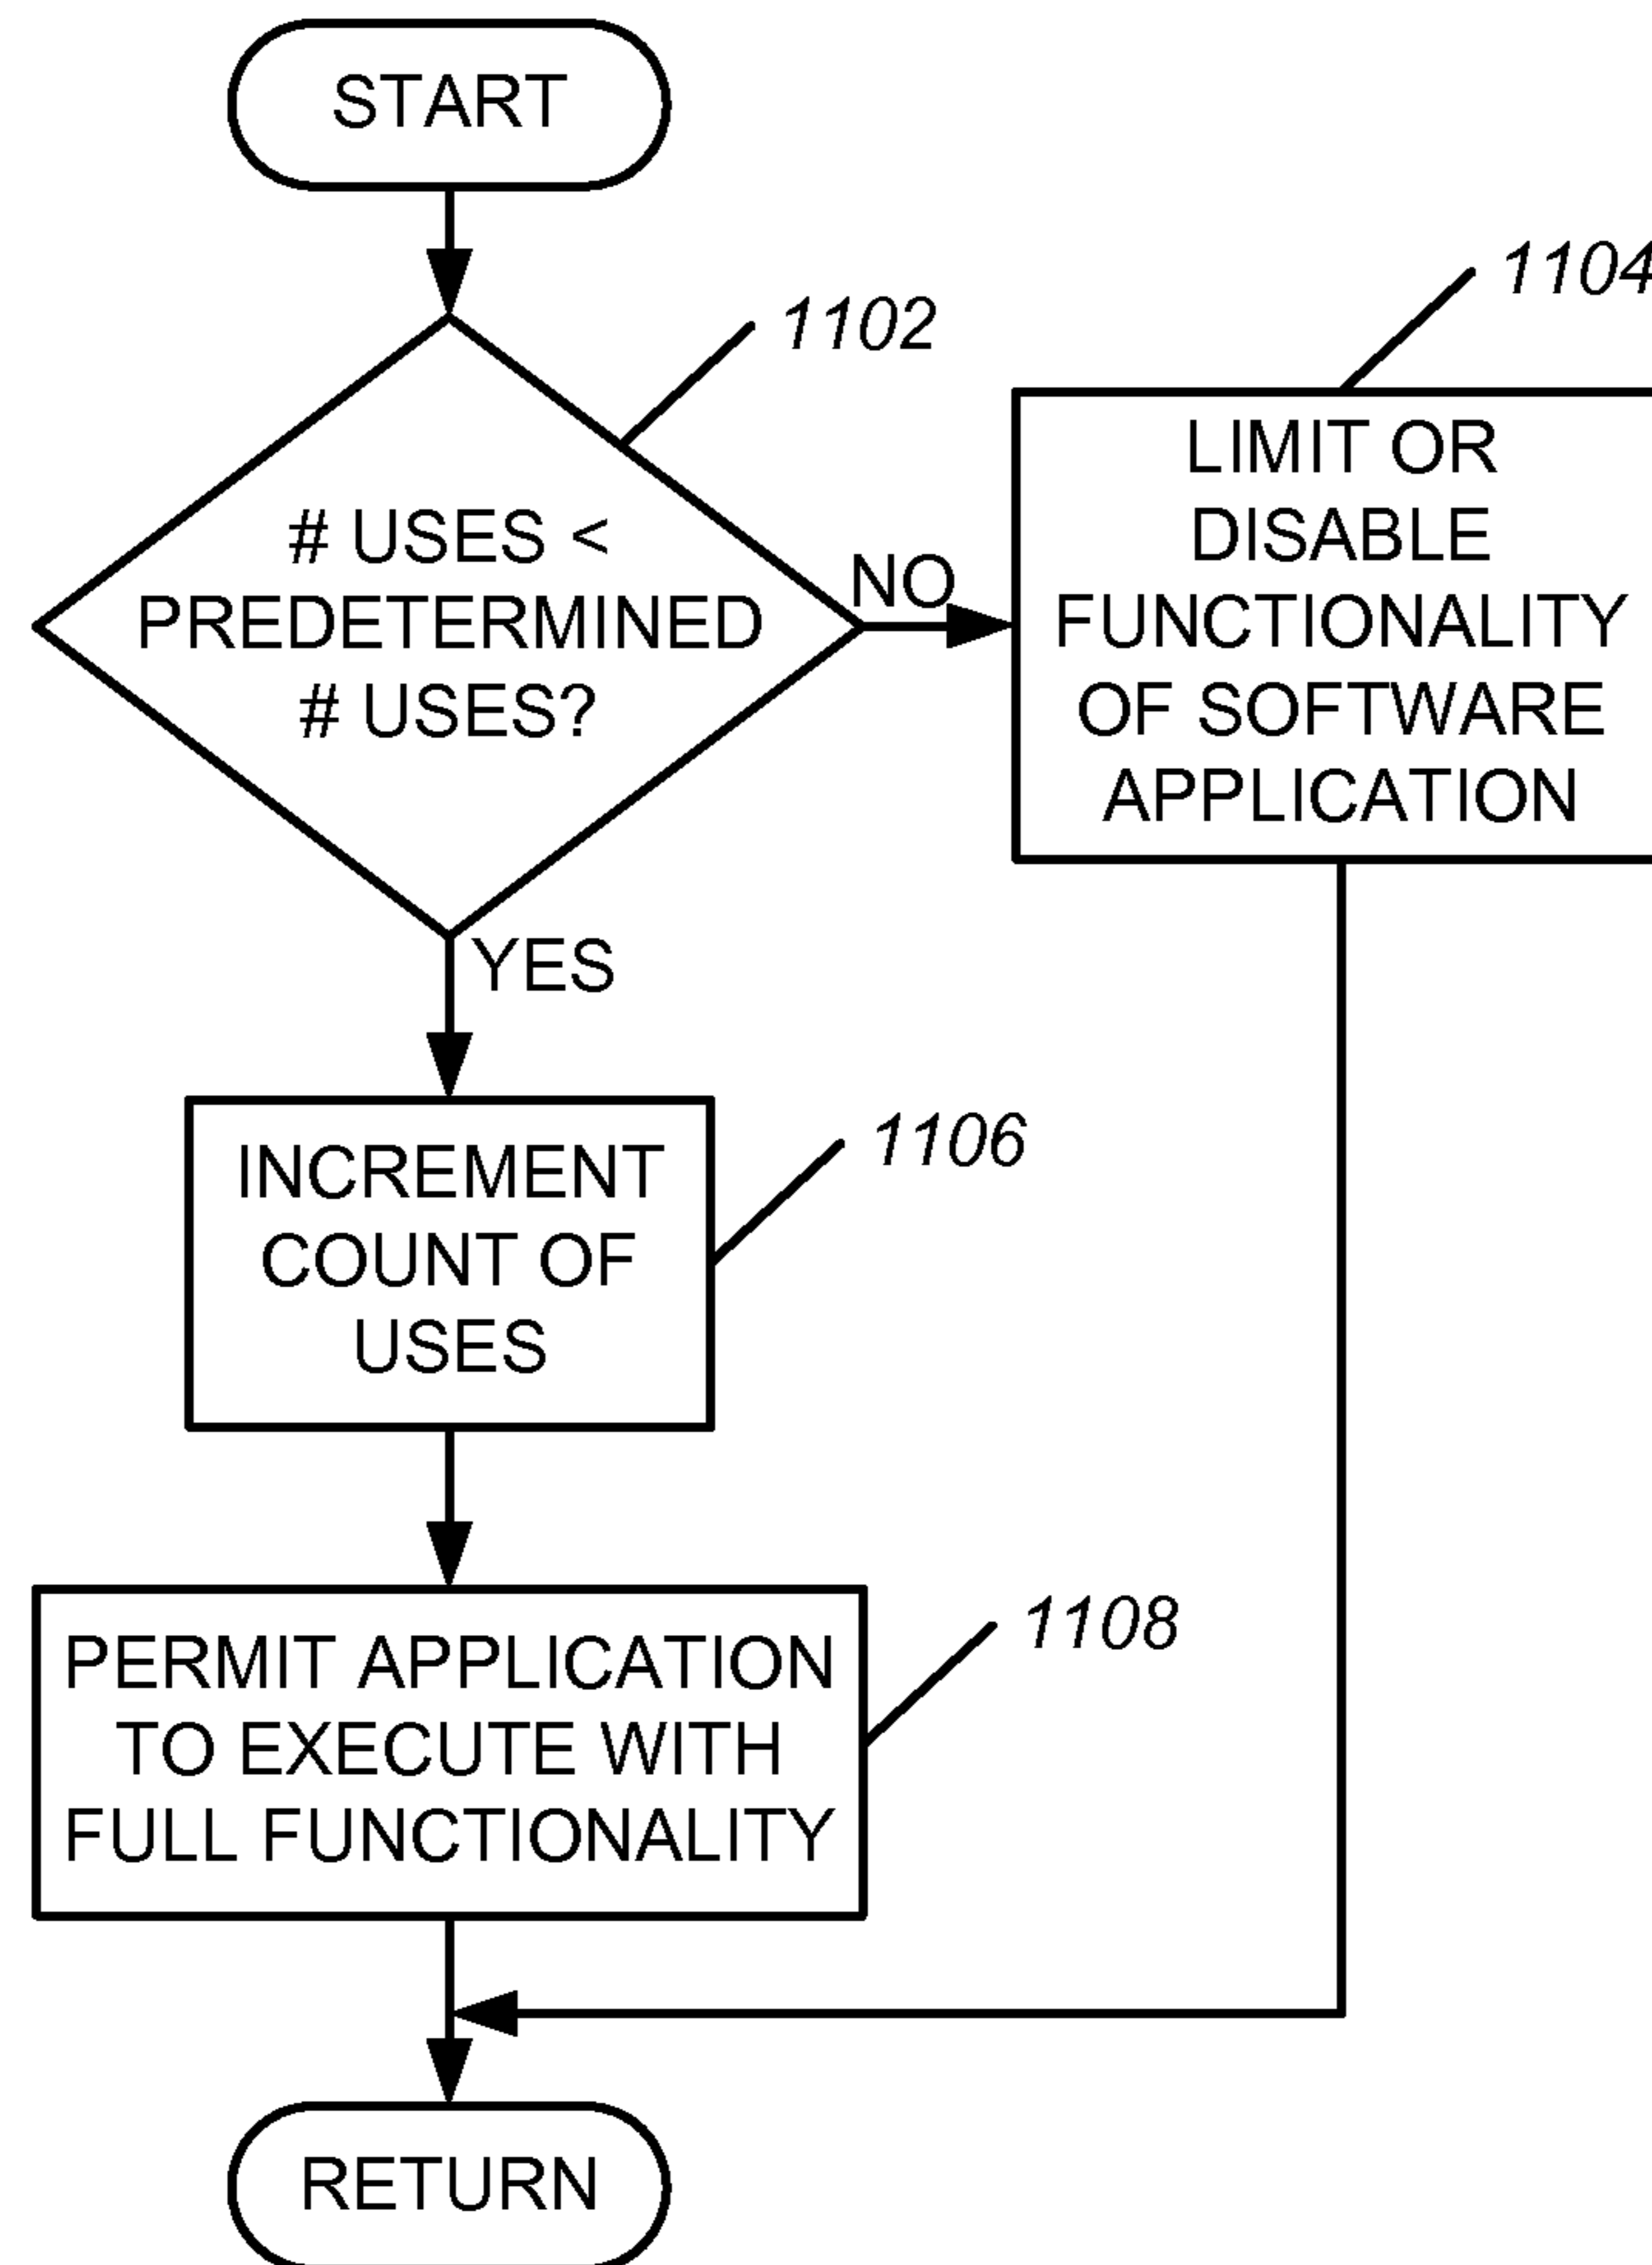 START
1102
# USES <
PREDETERMINED
# USES?
NO
1104
LIMIT OR
DISABLE
FUNCTIONALITY
OF SOFTWARE
APPLICATION
YES
INCREMENT
COUNT OF
USES
1106
PERMIT APPLICATION
TO EXECUTE WITH
FULL FUNCTIONALITY
1108
RETURN